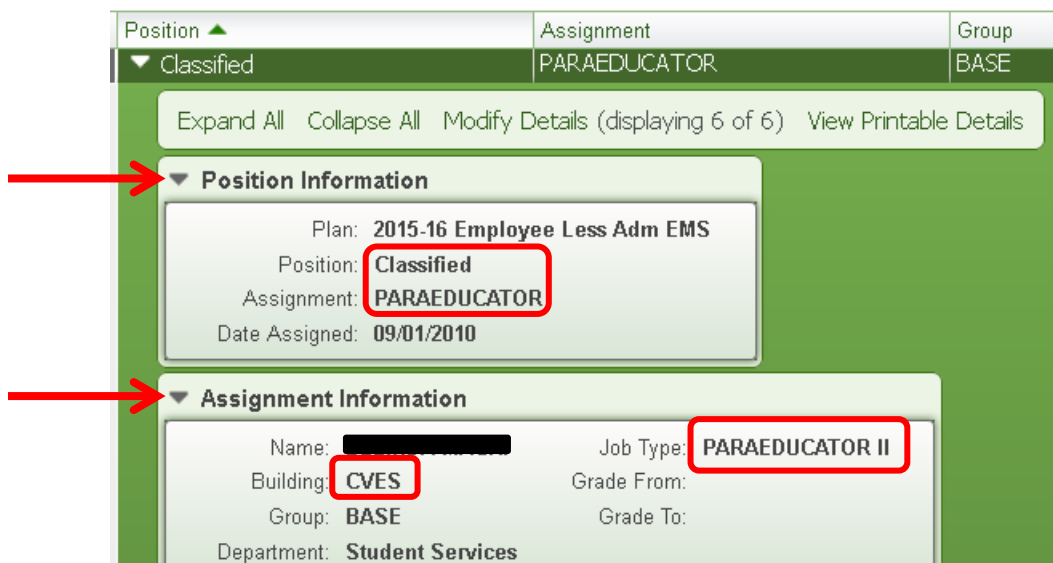 Position Assignment Group
Classified PARAEDUCATOR BASE
Expand All Collapse All Modify Details (displaying 6 of 6) View Printable Details
Position Information
Plan: 2015-16 Employee Less Adm EMS
Position: Classified
Assignment: PARAEDUCATOR
Date Assigned: 09/01/2010
Assignment Information
Name: Job Type: PARAEDUCATOR II
Building: CVES Grade From:
Group: BASE Grade To:
Department: Student Services